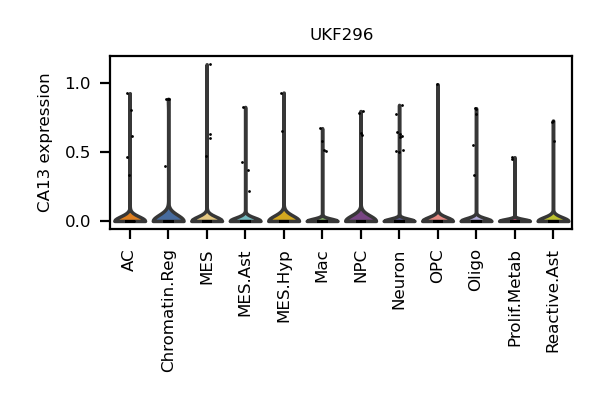 UKF296
CA13 expression
1.0
0.5
0.0
AC
Chromatin.Reg
MES
MES.Ast
MES.Hyp
Mac
NPC
Neuron
OPC
Oligo
Prolif.Metab
Reactive.Ast